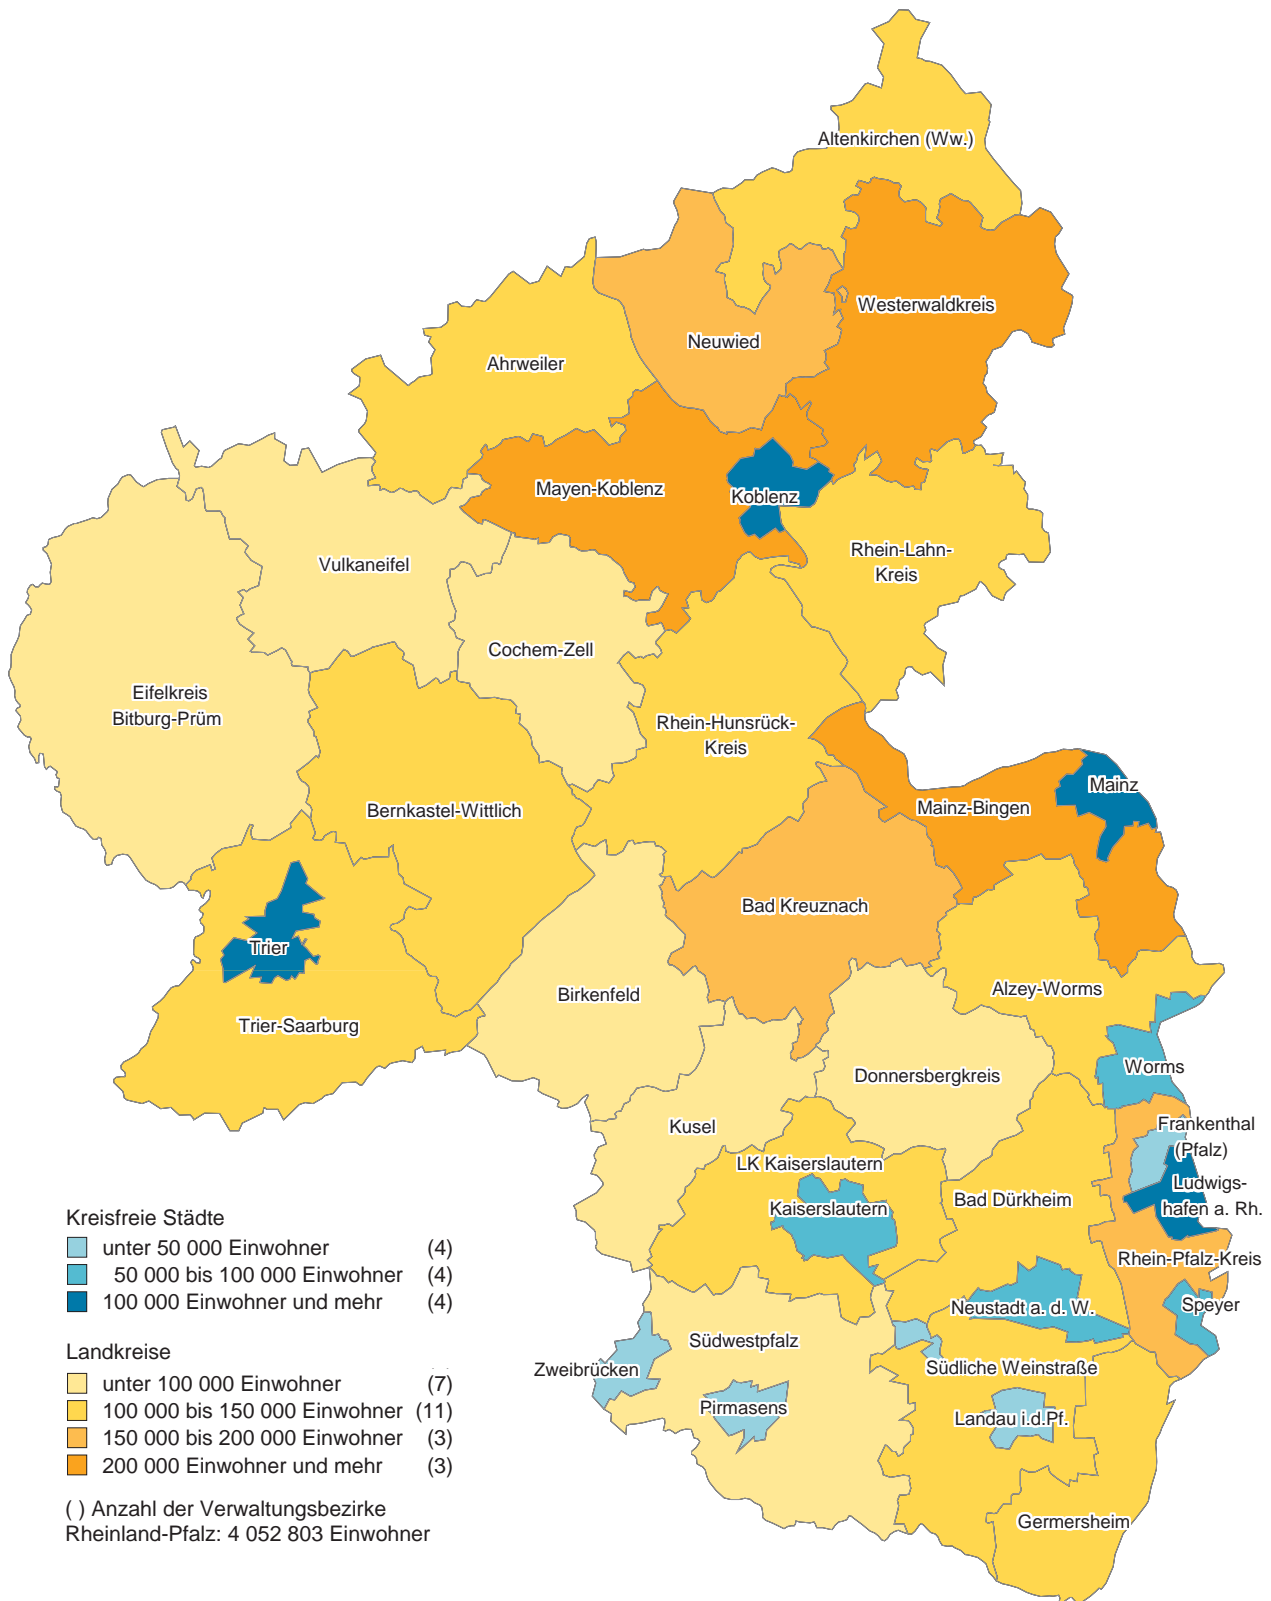 Altenkirchen (Ww.)
Westerwaldkreis
Neuwied
Ahrweiler
Mayen-Koblenz
Koblenz
Rhein-Lahn-
Kreis
Vulkaneifel
Cochem-Zell
Eifelkreis
Bitburg-Prüm
Rhein-Hunsrück-
Kreis
Mainz
Mainz-Bingen
Bernkastel-Wittlich
Bad Kreuznach
Trier
Birkenfeld
Alzey-Worms
Trier-Saarburg
Worms
Donnersbergkreis
Kusel
Frankenthal
(Pfalz)
LK Kaiserslautern
Ludwigs-
hafen a. Rh.
Bad Dürkheim
Kaiserslautern
Rhein-Pfalz-Kreis
Speyer
Neustadt a. d. W.
Südwestpfalz
Zweibrücken
Südliche Weinstraße
Pirmasens
Landau i.d.Pf.
Germersheim
Kreisfreie Städte
unter 50 000 Einwohner (4)
50 000 bis 100 000 Einwohner (4)
100 000 Einwohner und mehr (4)
Landkreise
unter 100 000 Einwohner (7)
100 000 bis 150 000 Einwohner (11)
150 000 bis 200 000 Einwohner (3)
200 000 Einwohner und mehr (3)
( ) Anzahl der Verwaltungsbezirke
Rheinland-Pfalz: 4 052 803 Einwohner